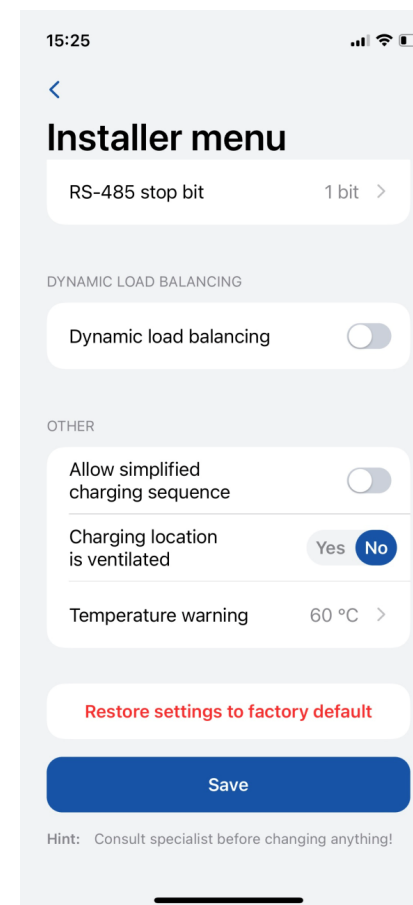 15:25
Installer menu
RS-485 stop bit 1 bit
DYNAMIC LOAD BALANCING
Dynamic load balancing
OTHER
Allow simplified
charging sequence
Charging location
is ventilated
Yes No
Temperature warning 60 °C
Restore settings to factory default
Save
Hint: Consult specialist before changing anything!